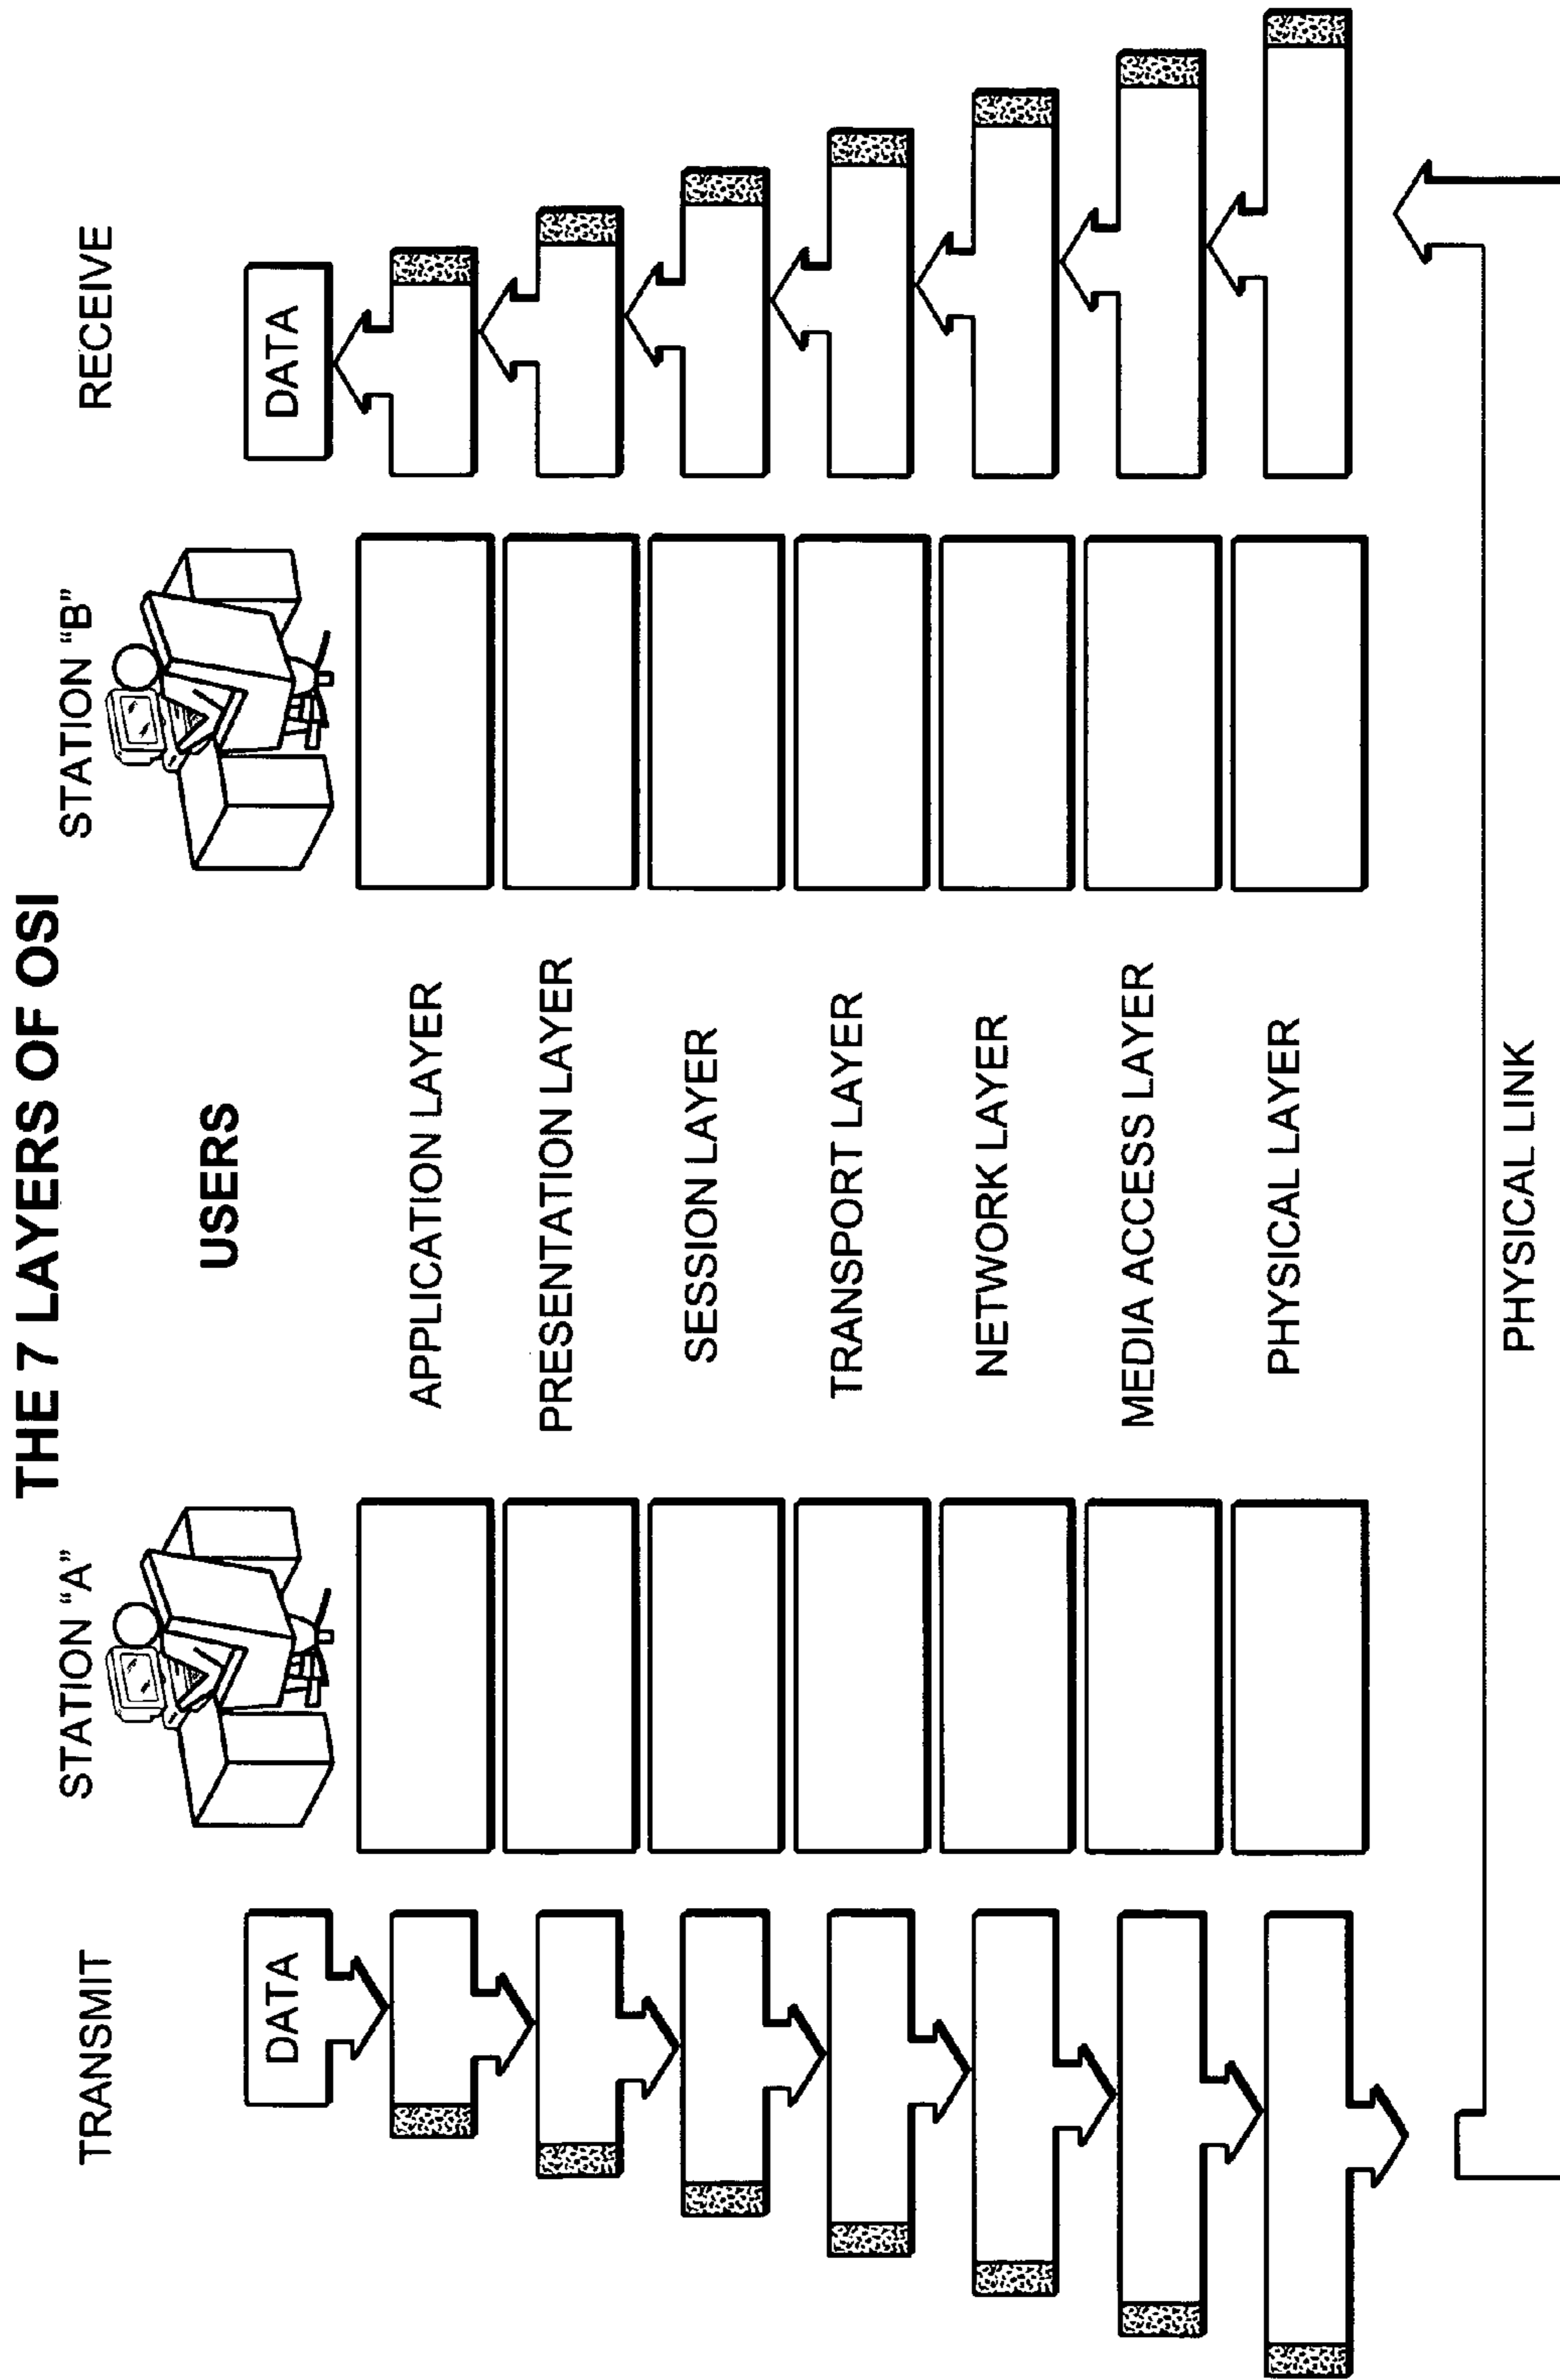 THE 7 LAYERS OF OSI
TRANSMIT
STATION “A”
STATION “B”
RECEIVE
USERS
DATA
DATA
APPLICATION LAYER
PRESENTATION LAYER
SESSION LAYER
TRANSPORT LAYER
NETWORK LAYER
MEDIA ACCESS LAYER
PHYSICAL LAYER
PHYSICAL LINK